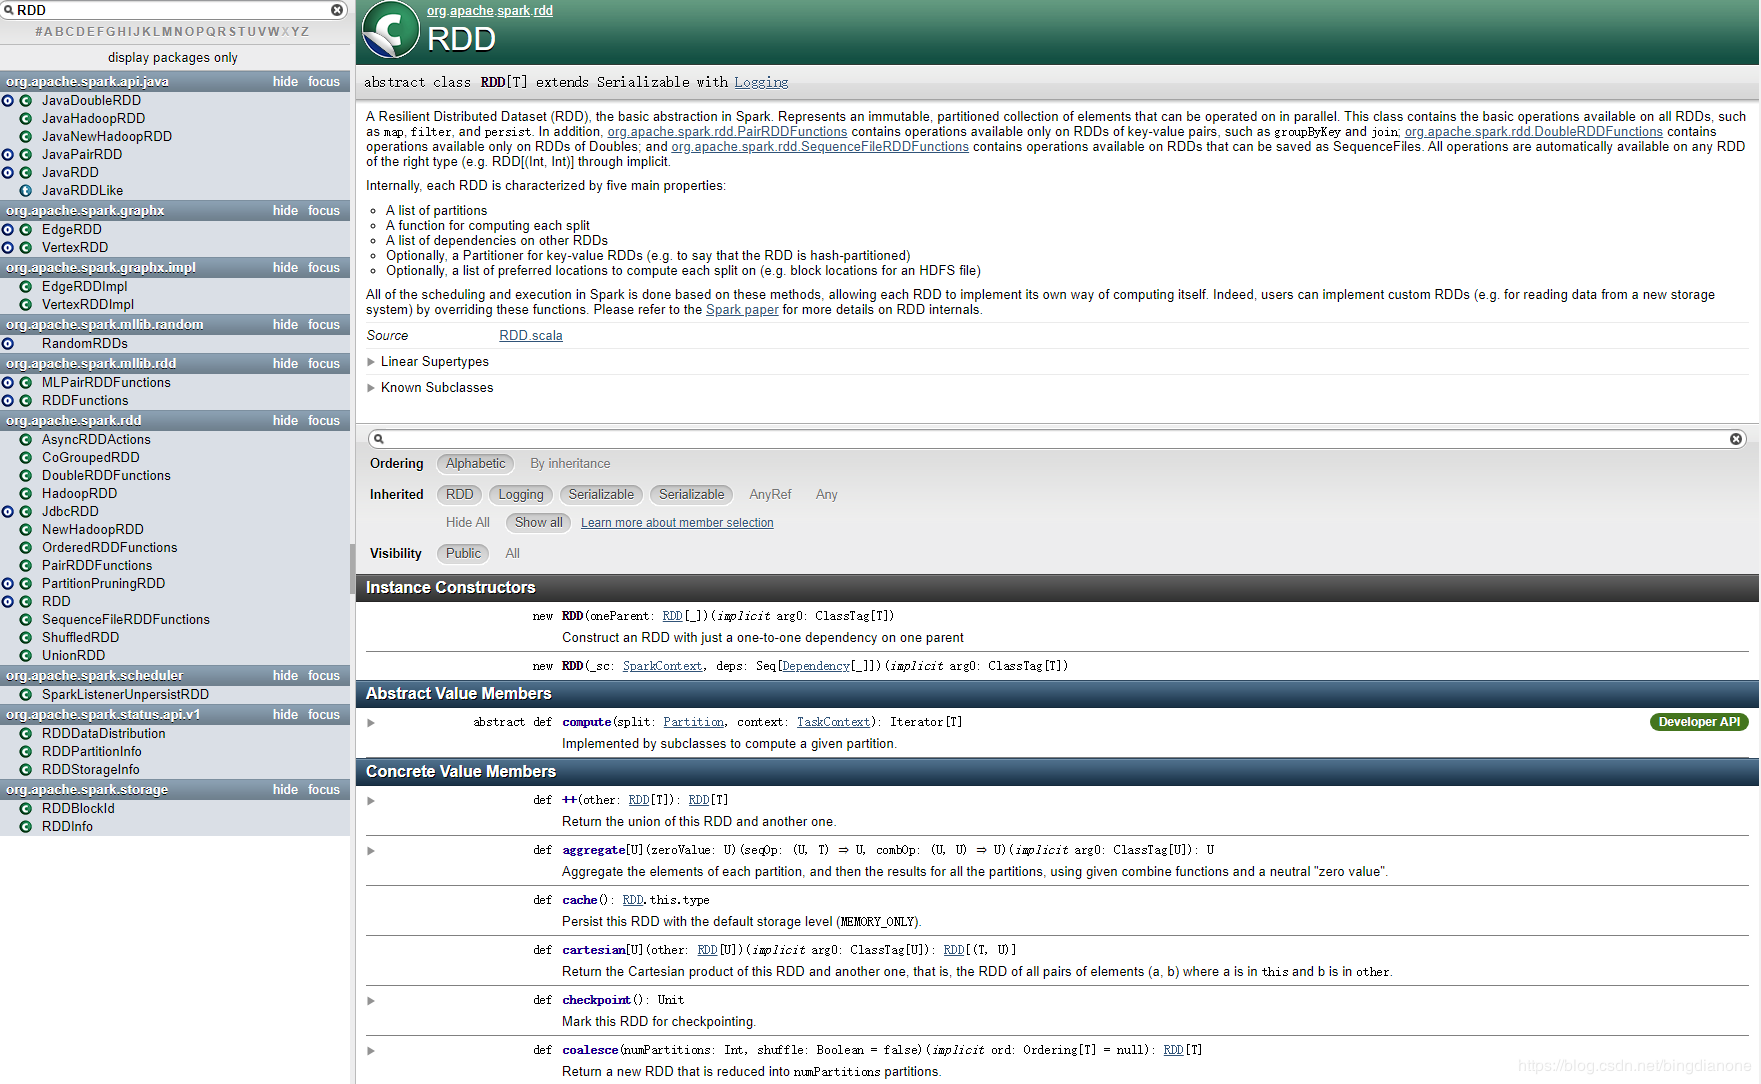 RDD
#ABCDEFGHIJKLMNOPQRSTUVWXYZ
display packages only
org.apache.spark.api.java hide focus
JavaDoubleRDD
JavaHadoopRDD
JavaNewHadoopRDD
JavaPairRDD
JavaRDD
JavaRDDLike
org.apache.spark.graphx hide focus
EdgeRDD
VertexRDD
org.apache.spark.graphx.impl hide focus
EdgeRDDImpl
VertexRDDImpl
org.apache.spark.mllib.random hide focus
RandomRDDs
org.apache.spark.mllib.rdd hide focus
MLPairRDDFunctions
RDDFunctions
org.apache.spark.rdd hide focus
AsyncRDDActions
CoGroupedRDD
DoubleRDDFunctions
HadoopRDD
JdbcRDD
NewHadoopRDD
OrderedRDDFunctions
PairRDDFunctions
PartitionPruningRDD
RDD
SequenceFileRDDFunctions
ShuffledRDD
UnionRDD
org.apache.spark.scheduler hide focus
SparkListenerUnpersistRDD
org.apache.spark.status.api.v1 hide focus
RDDDataDistribution
RDDPartitionInfo
RDDStorageInfo
org.apache.spark.storage hide focus
RDDBlockId
RDDInfo
org.apache.spark.rdd
RDD
abstract class RDD[T] extends Serializable with Logging
A Resilient Distributed Dataset (RDD), the basic abstraction in Spark. Represents an immutable, partitioned collection of elements that can be operated on in parallel. This class contains the basic operations available on all RDDs, such
as map, filter, and persist. In addition, org.apache.spark.rdd.PairRDDFunctions contains operations available only on RDDs of key-value pairs, such as groupByKey and join; org.apache.spark.rdd.DoubleRDDFunctions contains
operations available only on RDDs of Doubles; and org.apache.spark.rdd.SequenceFileRDDFunctions contains operations available on RDDs that can be saved as SequenceFiles. All operations are automatically available on any RDD
of the right type (e.g. RDD[(Int, Int)] through implicit.
Internally, each RDD is characterized by five main properties:
A list of partitions
A function for computing each split
A list of dependencies on other RDDs
Optionally, a Partitioner for key-value RDDs (e.g. to say that the RDD is hash-partitioned)
Optionally, a list of preferred locations to compute each split on (e.g. block locations for an HDFS file)
All of the scheduling and execution in Spark is done based on these methods, allowing each RDD to implement its own way of computing itself. Indeed, users can implement custom RDDs (e.g. for reading data from a new storage
system) by overriding these functions. Please refer to the Spark paper for more details on RDD internals.
Source RDD.scala
Linear Supertypes
Known Subclasses
Ordering Alphabetic By inheritance
Inherited RDD Logging Serializable Serializable AnyRef Any
Hide All Show all Learn more about member selection
Visibility Public All
Instance Constructors
new RDD(oneParent: RDD[_])(implicit arg0: ClassTag[T])
Construct an RDD with just a one-to-one dependency on one parent
new RDD(_sc: SparkContext, deps: Seq[Dependency[_]])(implicit arg0: ClassTag[T])
Abstract Value Members
abstract def compute(split: Partition, context: TaskContext): Iterator[T] Developer API
Implemented by subclasses to compute a given partition.
Concrete Value Members
def ++(other: RDD[T]): RDD[T]
Return the union of this RDD and another one.
def aggregate[U](zeroValue: U)(seqOp: (U, T) ⇒ U, combOp: (U, U) ⇒ U)(implicit arg0: ClassTag[U]): U
Aggregate the elements of each partition, and then the results for all the partitions, using given combine functions and a neutral "zero value".
def cache(): RDD.this.type
Persist this RDD with the default storage level (MEMORY_ONLY).
def cartesian[U](other: RDD[U])(implicit arg0: ClassTag[U]): RDD[(T, U)]
Return the Cartesian product of this RDD and another one, that is, the RDD of all pairs of elements (a, b) where a is in this and b is in other.
def checkpoint(): Unit
Mark this RDD for checkpointing.
def coalesce(numPartitions: Int, shuffle: Boolean = false)(implicit ord: Ordering[T] = null): RDD[T]
Return a new RDD that is reduced into numPartitions partitions.
https://blog.csdn.net/bingdianone